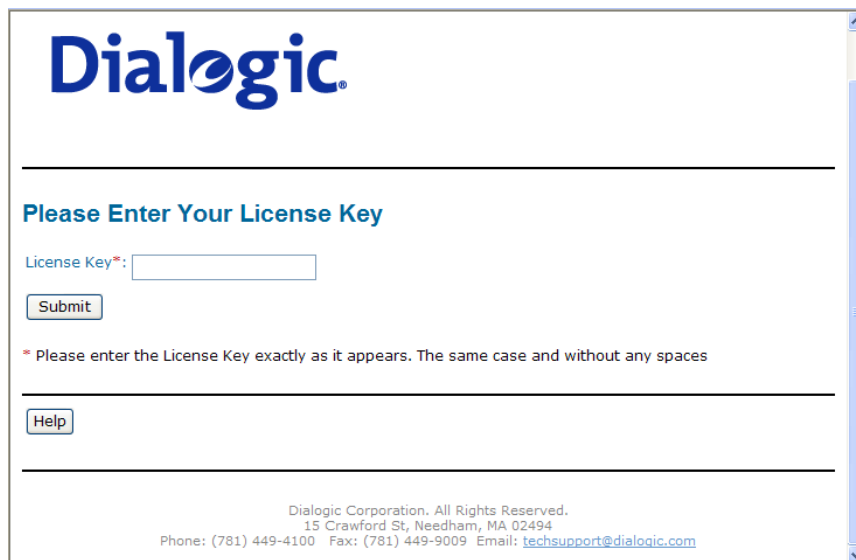 Dialogic®
Please Enter Your License Key
License Key*:
Submit
* Please enter the License Key exactly as it appears. The same case and without any spaces
Help
Dialogic Corporation. All Rights Reserved.
15 Crawford St, Needham, MA 02494
Phone: (781) 449-4100 Fax: (781) 449-9009 Email: techsupport@dialogic.com